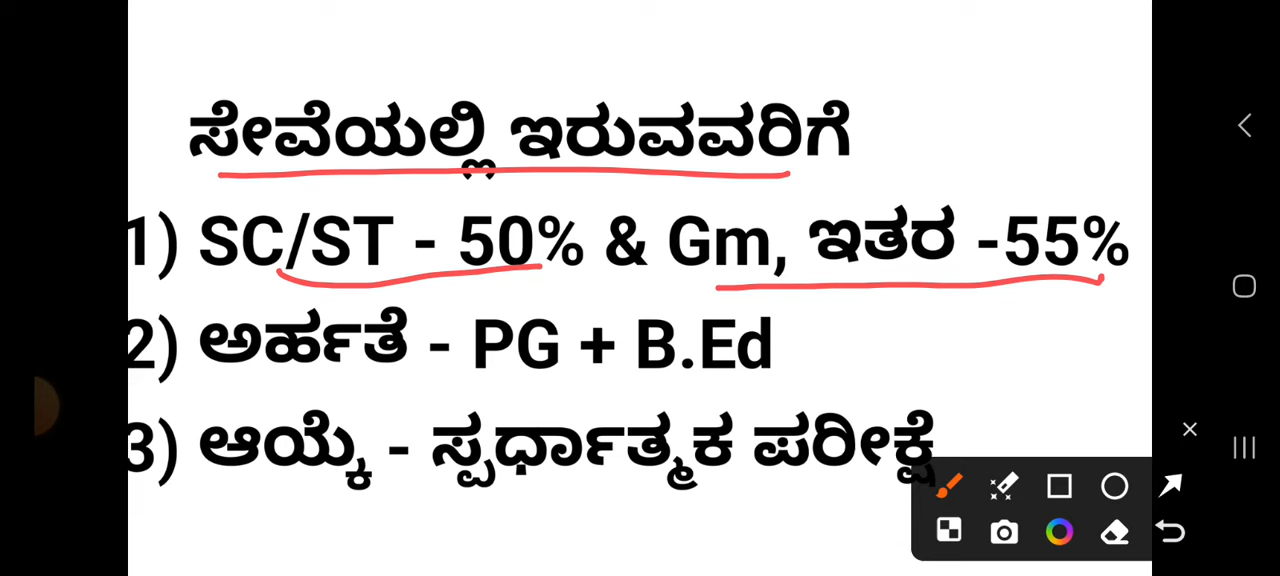 ಸೇವೆಯಲ್ಲಿ ಇರುವವರಿಗೆ
1) SC/ST - 50% & Gm, ಇತರ -55%
2) ಅರ್ಹತೆ - PG + B.Ed
3) ಆಯ್ಕೆ - ಸ್ಪರ್ಧಾತ್ಮಕ ಪರೀಕ್ಷೆ